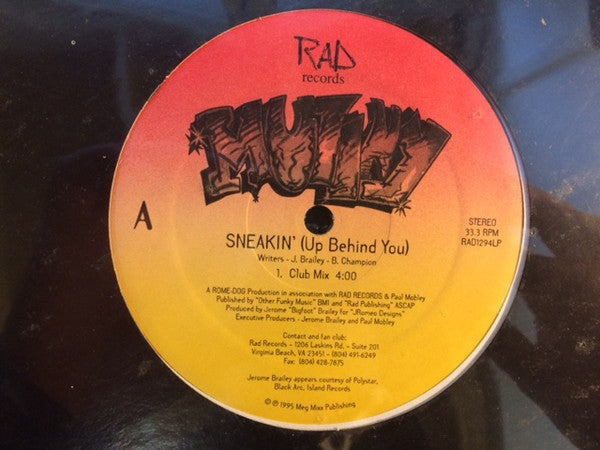 RAD
records
MUTINY
A
STEREO
33.3 RPM
RAD1294LP
SNEAKIN' (Up Behind You)
Writers - J. Brailey - B. Champion
1. Club Mix 4:00
A ROME-DOG Production in association with RAD RECORDS & Paul Mobley
Published by "Other Funky Music" BMI and "Rad Publishing" ASCAP
Produced by Jerome "Bigfoot" Brailey for "JRomeo Designs"
Executive Producers - Jerome Brailey and Paul Mobley
Contact and fan club:
Rad Records - 1206 Laskins Rd. - Suite 201
Virginia Beach, VA 23451 - (804) 491-6249
Fax: (804) 428-7875
Jerome Brailey appears courtesy of Polystar,
Black Arc, Island Records
© ℗ 1995 Meg Mixx Publishing